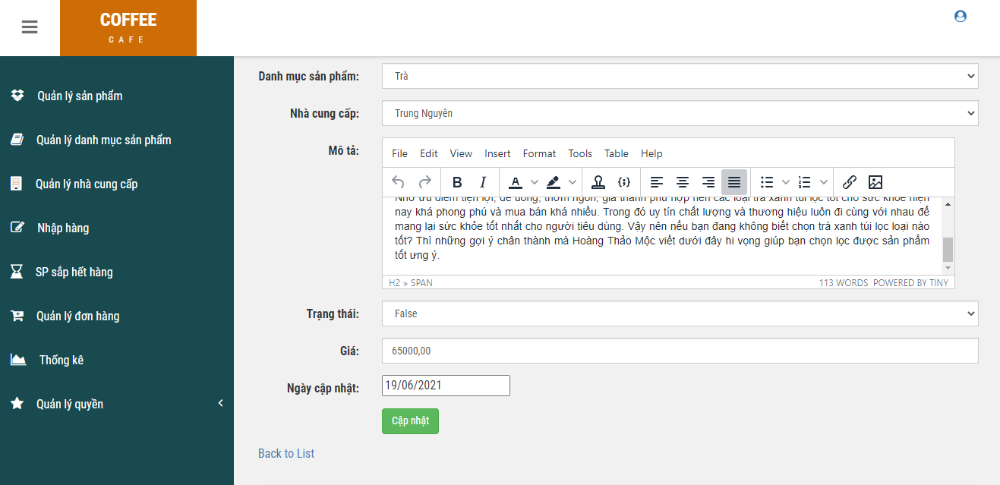 COFFEE
CAFE
Quản lý sản phẩm
Quản lý danh mục sản phẩm
Quản lý nhà cung cấp
Nhập hàng
SP sắp hết hàng
Quản lý đơn hàng
Thống kê
Quản lý quyền
Danh mục sản phẩm: Trà
Nhà cung cấp: Trung Nguyên
Mô tả:
File Edit View Insert Format Tools Table Help
B I A
Nhờ ưu điểm tiện lợi, dễ uống, thơm ngon, giá thành phù hợp nên các loại trà xanh túi lọc tốt cho sức khỏe hiện
nay khá phong phú và mua bán khá nhiều. Trong đó uy tín chất lượng và thương hiệu luôn đi cùng với nhau để
mang lại sức khỏe tốt nhất cho người tiêu dùng. Vậy nên nếu bạn đang không biết chọn trà xanh túi lọc loại nào
tốt? Thì những gợi ý chân thành mà Hoàng Thảo Mộc viết dưới đây hi vọng giúp bạn chọn lọc được sản phẩm
tốt ưng ý.
H2 » SPAN 113 WORDS POWERED BY TINY
Trạng thái: False
Giá: 65000,00
Ngày cập nhật: 19/06/2021
Cập nhật
Back to List